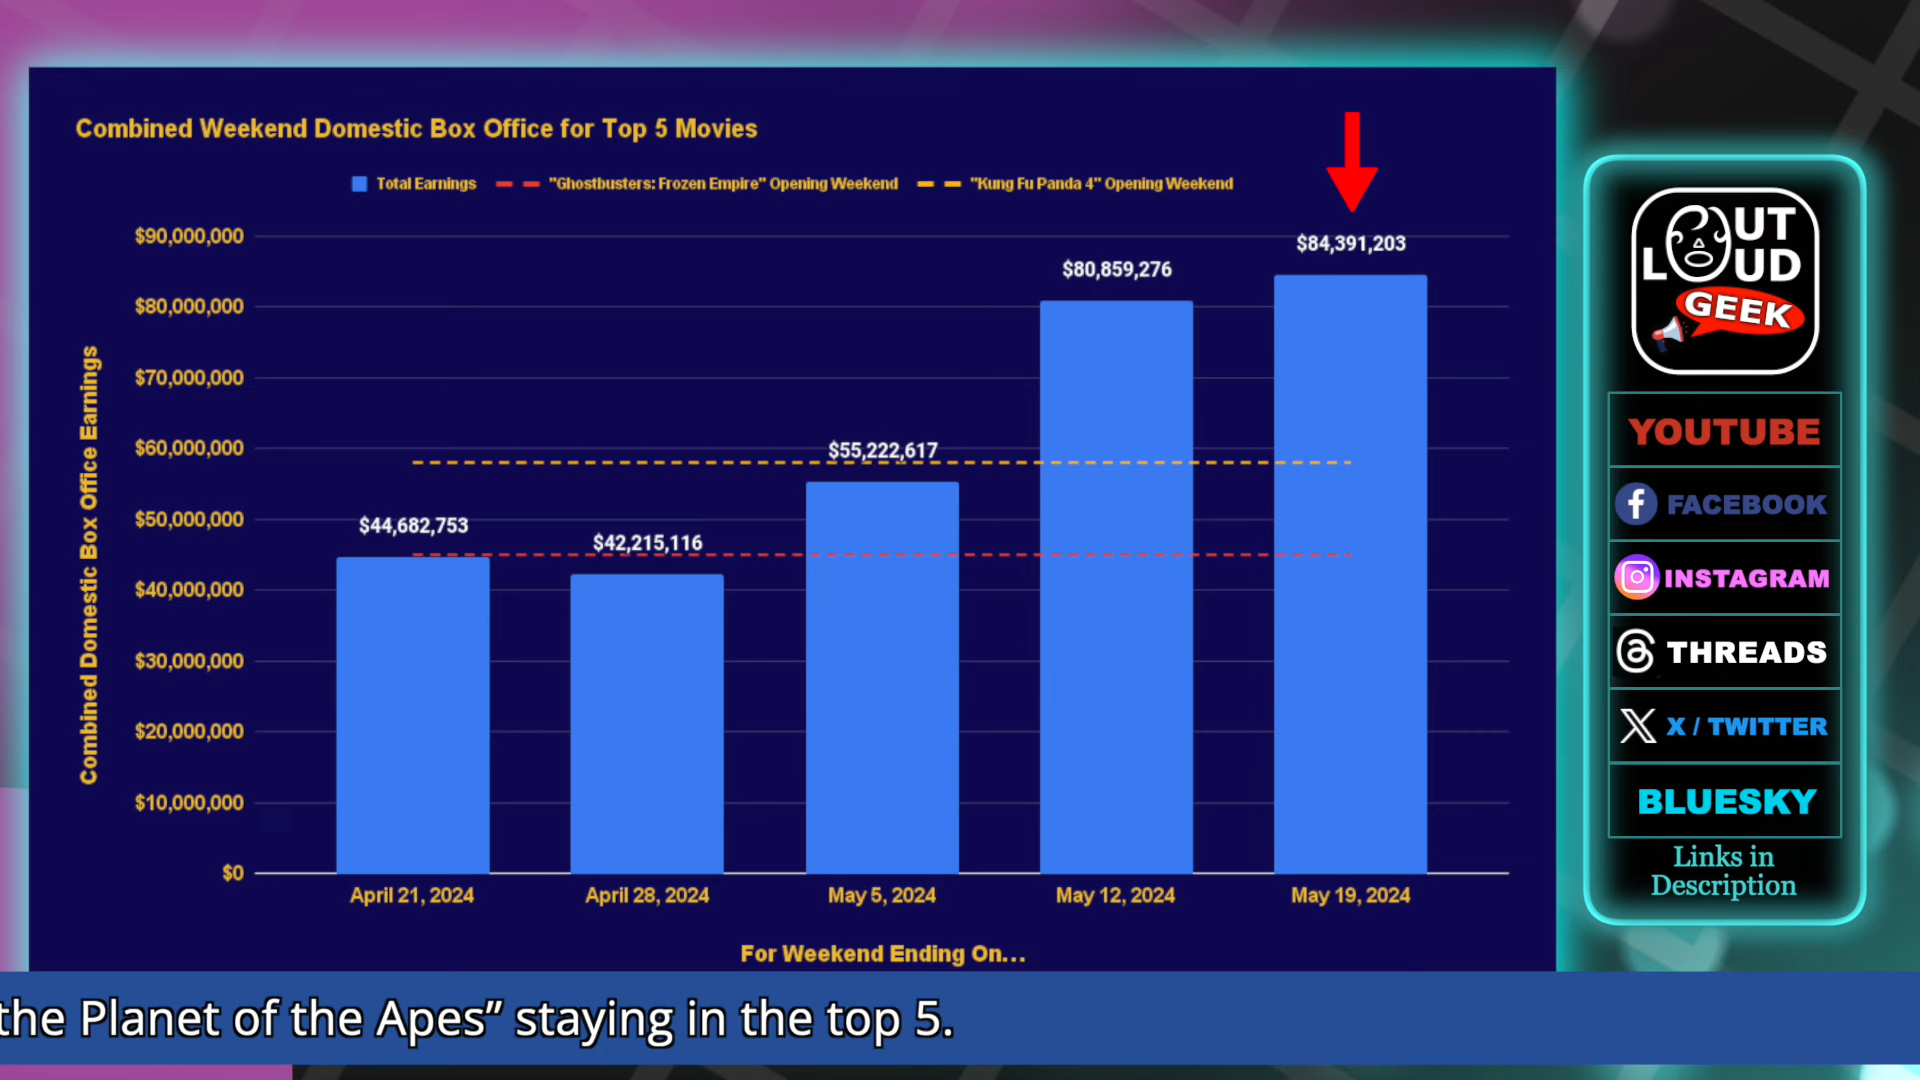 Combined Weekend Domestic Box Office for Top 5 Movies
Total Earnings
"Ghostbusters: Frozen Empire" Opening Weekend
"Kung Fu Panda 4" Opening Weekend
Combined Domestic Box Office Earnings
$90,000,000
$80,000,000
$70,000,000
$60,000,000
$50,000,000
$40,000,000
$30,000,000
$20,000,000
$10,000,000
$0
$44,682,753
$42,215,116
$55,222,617
$80,859,276
$84,391,203
April 21, 2024
April 28, 2024
May 5, 2024
May 12, 2024
May 19, 2024
For Weekend Ending On...
OUT
LOUD
GEEK
YOUTUBE
FACEBOOK
INSTAGRAM
THREADS
X / TWITTER
BLUESKY
Links in
Description
the Planet of the Apes” staying in the top 5.